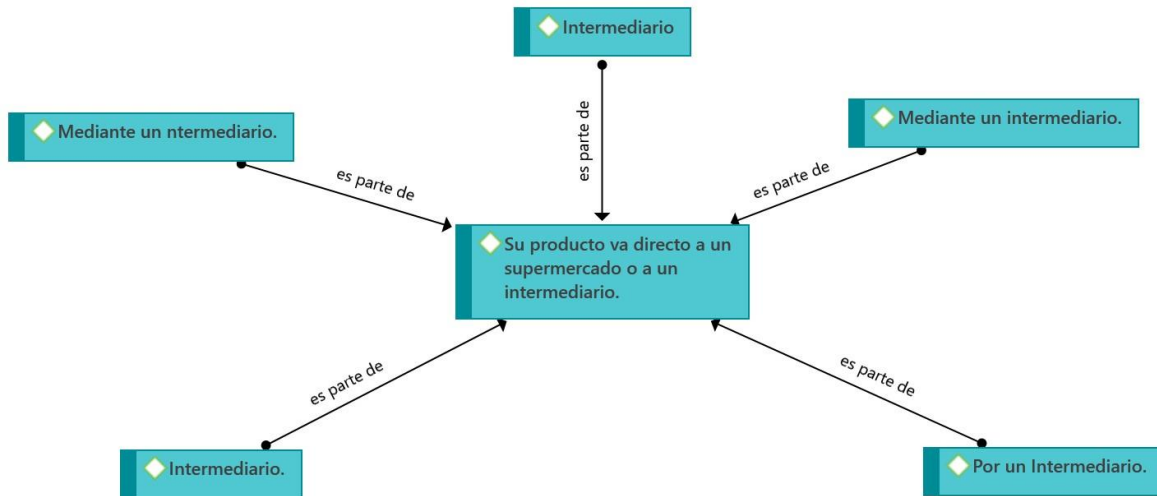 Intermediario
es parte de
Mediante un ntermediario.
Mediante un intermediario.
es parte de
es parte de
Su producto va directo a un
supermercado o a un
intermediario.
es parte de
es parte de
Intermediario.
Por un Intermediario.